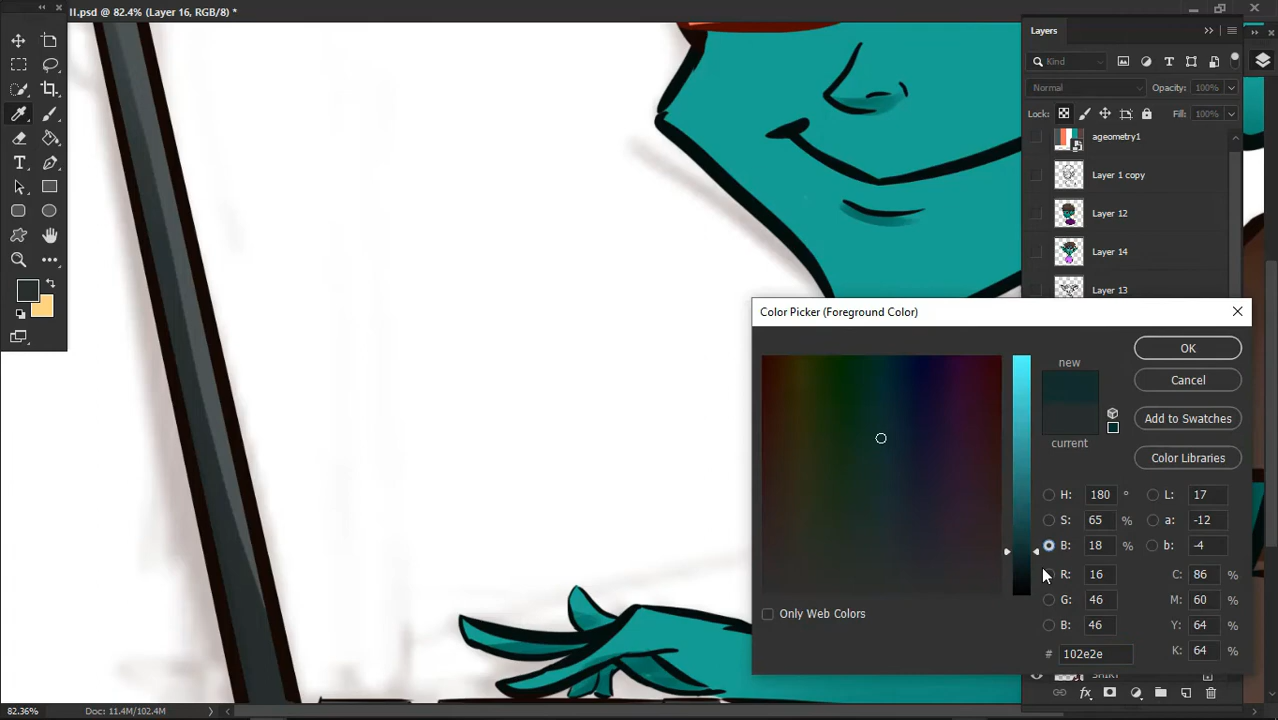 II.psd @ 82.4% (Layer 16, RGB/8) *
Layers
Kind
Normal
Opacity: 100%
Lock:
Fill: 100%
ageometry1
Layer 1 copy
Layer 12
Layer 14
Layer 13
Color Picker (Foreground Color)
new
current
OK
Cancel
Add to Swatches
Color Libraries
H: 180 °
L: 17
S: 65 %
a: -12
B: 18 %
b: -4
R: 16
C: 86 %
G: 46
M: 60 %
B: 46
Y: 64 %
# 102e2e
K: 64 %
Only Web Colors
SHIRT
82.36%
Doc: 11.4M/102.4M